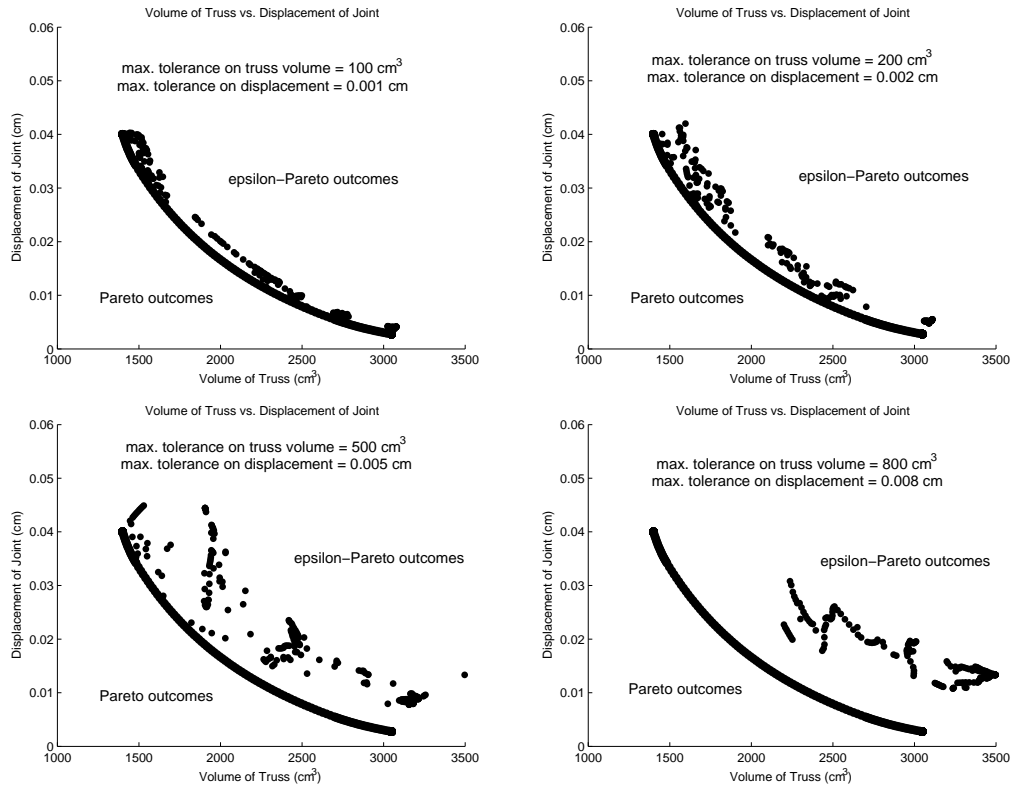 Volume of Truss vs. Displacement of Joint
0.06
0.05
0.04
0.03
0.02
0.01
0
Displacement of Joint (cm)
max. tolerance on truss volume = 100 cm³
max. tolerance on displacement = 0.001 cm
epsilon−Pareto outcomes
Pareto outcomes
1000 1500 2000 2500 3000 3500
Volume of Truss (cm³)
Volume of Truss vs. Displacement of Joint
0.06
0.05
0.04
0.03
0.02
0.01
0
Displacement of Joint (cm)
max. tolerance on truss volume = 200 cm³
max. tolerance on displacement = 0.002 cm
epsilon−Pareto outcomes
Pareto outcomes
1000 1500 2000 2500 3000 3500
Volume of Truss (cm³)
Volume of Truss vs. Displacement of Joint
0.06
0.05
0.04
0.03
0.02
0.01
0
Displacement of Joint (cm)
max. tolerance on truss volume = 500 cm³
max. tolerance on displacement = 0.005 cm
epsilon−Pareto outcomes
Pareto outcomes
1000 1500 2000 2500 3000 3500
Volume of Truss (cm³)
Volume of Truss vs. Displacement of Joint
0.06
0.05
0.04
0.03
0.02
0.01
0
Displacement of Joint (cm)
max. tolerance on truss volume = 800 cm³
max. tolerance on displacement = 0.008 cm
epsilon−Pareto outcomes
Pareto outcomes
1000 1500 2000 2500 3000 3500
Volume of Truss (cm³)